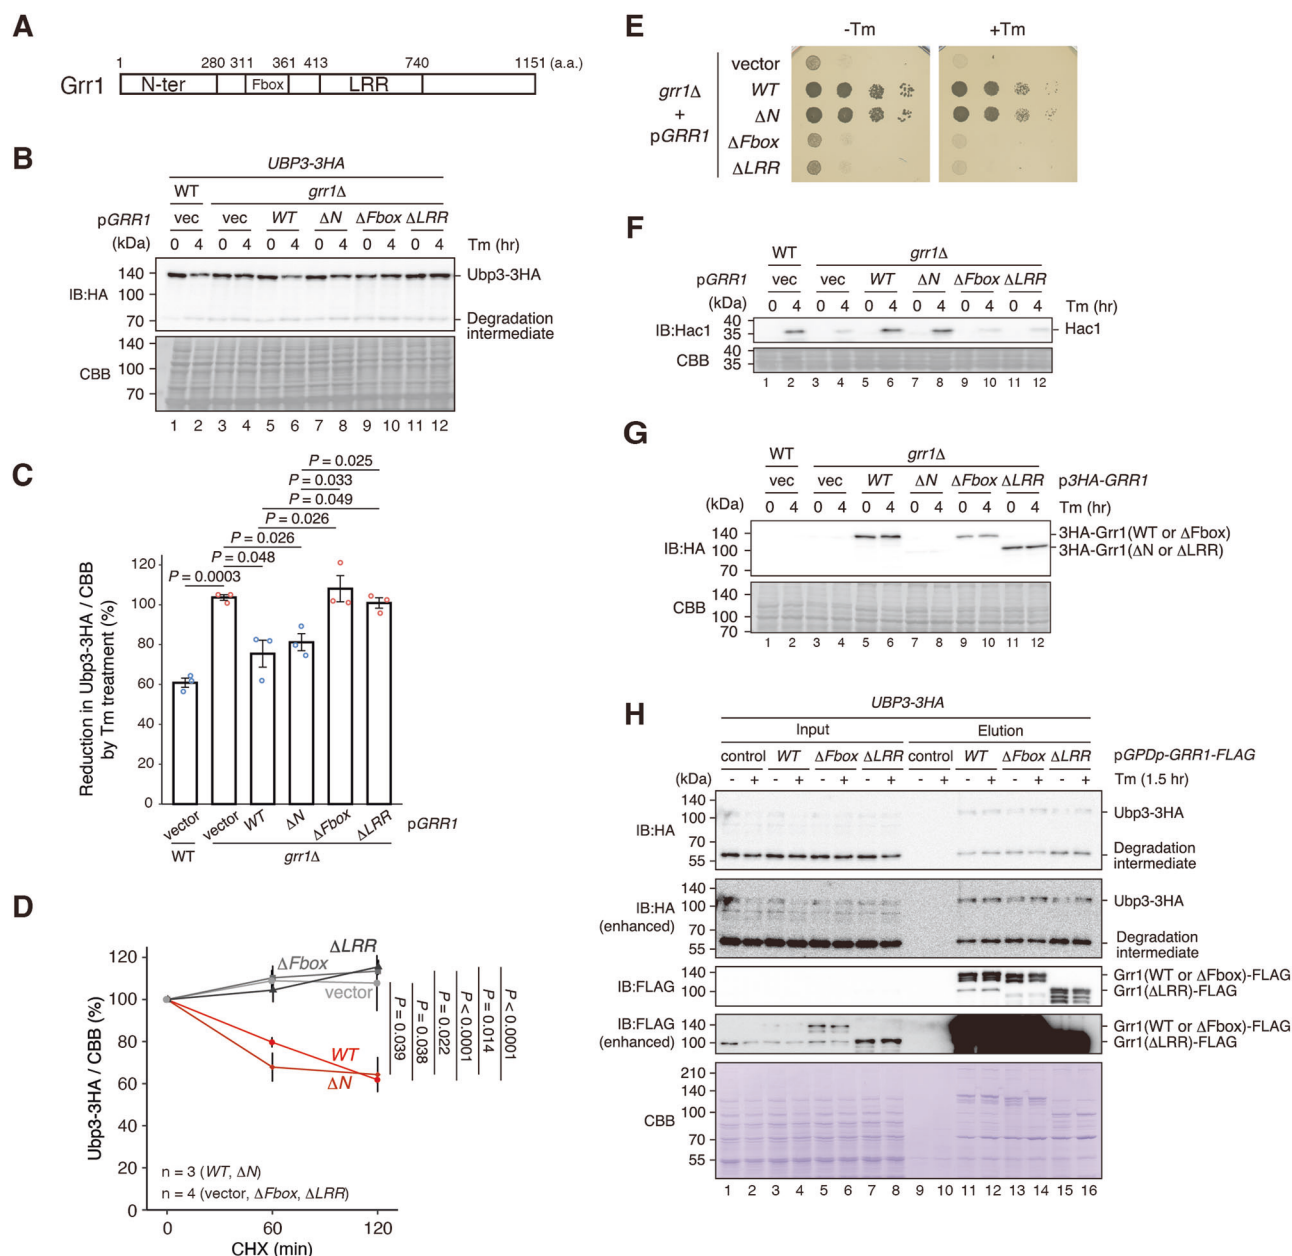 A
1 280 311 361 413 740 1151 (a.a.)
Grr1 N-ter Fbox LRR
B
UBP3-3HA
WT grr1Δ
pGRR1 vec vec WT ΔN ΔFbox ΔLRR
(kDa) 0 4 0 4 0 4 0 4 0 4 0 4 Tm (hr)
140 Ubp3-3HA
IB:HA 100
70 Degradation
intermediate
140
CBB 100
70
1 2 3 4 5 6 7 8 9 10 11 12
C
P = 0.025
P = 0.033
P = 0.049
P = 0.026
P = 0.026
P = 0.048
P = 0.0003
Reduction in Ubp3-3HA / CBB
by Tm treatment (%)
120
100
80
60
40
20
0
vector vector WT ΔN ΔFbox ΔLRR pGRR1
WT grr1Δ
D
Ubp3-3HA / CBB (%)
120
100
80
60
40
20
0
ΔLRR
ΔFbox
vector
WT
ΔN
P = 0.039
P = 0.038
P = 0.022
P < 0.0001
P = 0.014
P < 0.0001
n = 3 (WT, ΔN)
n = 4 (vector, ΔFbox, ΔLRR)
0 60 120
CHX (min)
E
-Tm +Tm
grr1Δ
+
pGRR1
vector
WT
ΔN
ΔFbox
ΔLRR
F
WT grr1Δ
pGRR1 vec vec WT ΔN ΔFbox ΔLRR
(kDa) 0 4 0 4 0 4 0 4 0 4 0 4 Tm (hr)
40
IB:Hac1 35 Hac1
40
CBB 35
1 2 3 4 5 6 7 8 9 10 11 12
G
WT grr1Δ
vec vec WT ΔN ΔFbox ΔLRR p3HA-GRR1
(kDa) 0 4 0 4 0 4 0 4 0 4 0 4 Tm (hr)
140 3HA-Grr1(WT or ΔFbox)
IB:HA 100 3HA-Grr1(ΔN or ΔLRR)
70
140
CBB 100
70
1 2 3 4 5 6 7 8 9 10 11 12
H
UBP3-3HA
Input Elution
control WT ΔFbox ΔLRR control WT ΔFbox ΔLRR pGPDp-GRR1-FLAG
(kDa) - + - + - + - + - + - + - + - + Tm (1.5 hr)
140 Ubp3-3HA
100
IB:HA
70 Degradation
55 intermediate
140
IB:HA 100 Ubp3-3HA
(enhanced) 70
55 Degradation
intermediate
140 Grr1(WT or ΔFbox)-FLAG
IB:FLAG 100 Grr1(ΔLRR)-FLAG
IB:FLAG 140 Grr1(WT or ΔFbox)-FLAG
(enhanced) 100 Grr1(ΔLRR)-FLAG
210
140
CBB 100
70
55
1 2 3 4 5 6 7 8 9 10 11 12 13 14 15 16